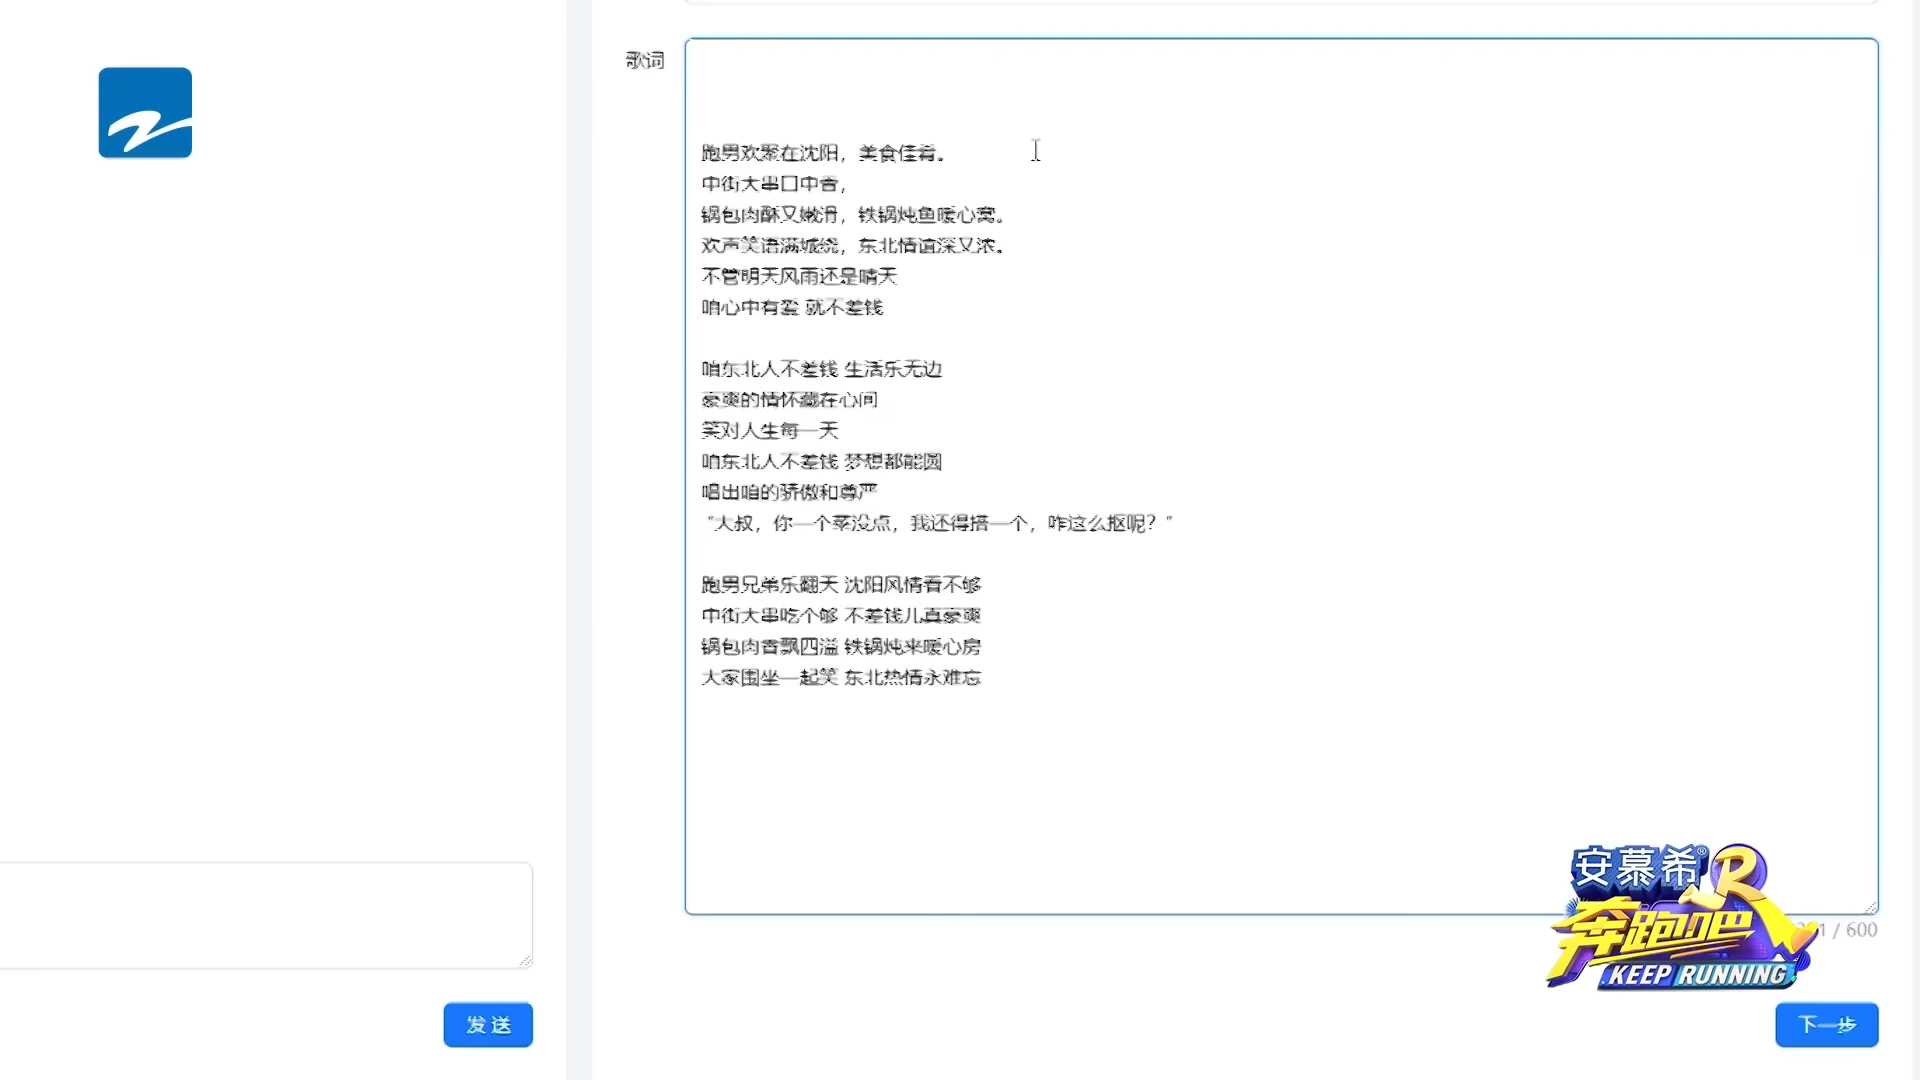 歌词
跑男欢聚在沈阳，美食佳肴。
中街大串口中香，
锅包肉酥又嫩滑，铁锅炖鱼暖心窝。
欢声笑语满城绕，东北情谊深又浓。
不管明天风雨还是晴天
咱心中有爱 就不差钱
咱东北人不差钱 生活乐无边
豪爽的情怀藏在心间
笑对人生每一天
咱东北人不差钱 梦想都能圆
唱出咱的骄傲和尊严
“大叔，你一个菜没点，我还得搭一个，咋这么抠呢？”
跑男兄弟乐翻天 沈阳风情看不够
中街大串吃个够 不差钱儿真豪爽
锅包肉香飘四溢 铁锅炖来暖心房
大家围坐一起笑 东北热情永难忘
1 / 600
安慕希®
奔跑吧
KEEP RUNNING
发送
下一步